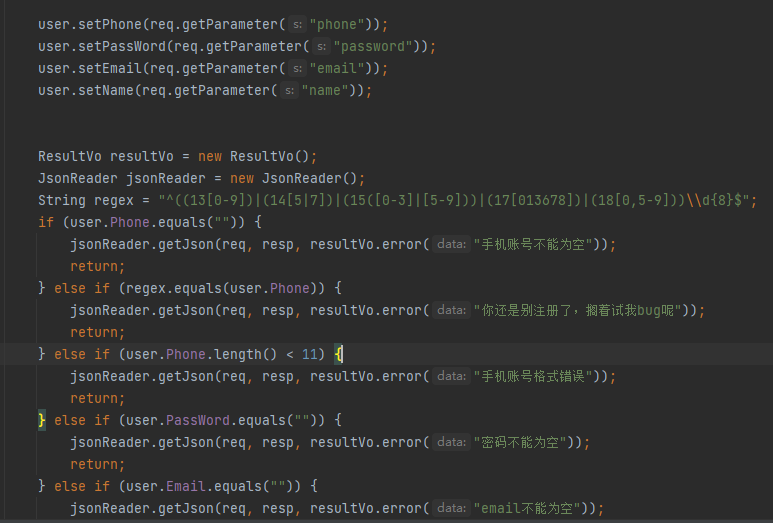 user.setPhone(req.getParameter( s: "phone"));
user.setPassWord(req.getParameter( s: "password"));
user.setEmail(req.getParameter( s: "email"));
user.setName(req.getParameter( s: "name"));
ResultVo resultVo = new ResultVo();
JsonReader jsonReader = new JsonReader();
String regex = "^((13[0-9])|(14[5|7])|(15([0-3]|[5-9]))|(17[013678])|(18[0,5-9]))\\d{8}$";
if (user.Phone.equals("")) {
jsonReader.getJson(req, resp, resultVo.error( data: "手机账号不能为空"));
return;
} else if (regex.equals(user.Phone)) {
jsonReader.getJson(req, resp, resultVo.error( data: "你还是别注册了，搁着试我bug呢"));
return;
} else if (user.Phone.length() < 11) {
jsonReader.getJson(req, resp, resultVo.error( data: "手机账号格式错误"));
return;
} else if (user.PassWord.equals("")) {
jsonReader.getJson(req, resp, resultVo.error( data: "密码不能为空"));
return;
} else if (user.Email.equals("")) {
jsonReader.getJson(req, resp, resultVo.error( data: "email不能为空"));